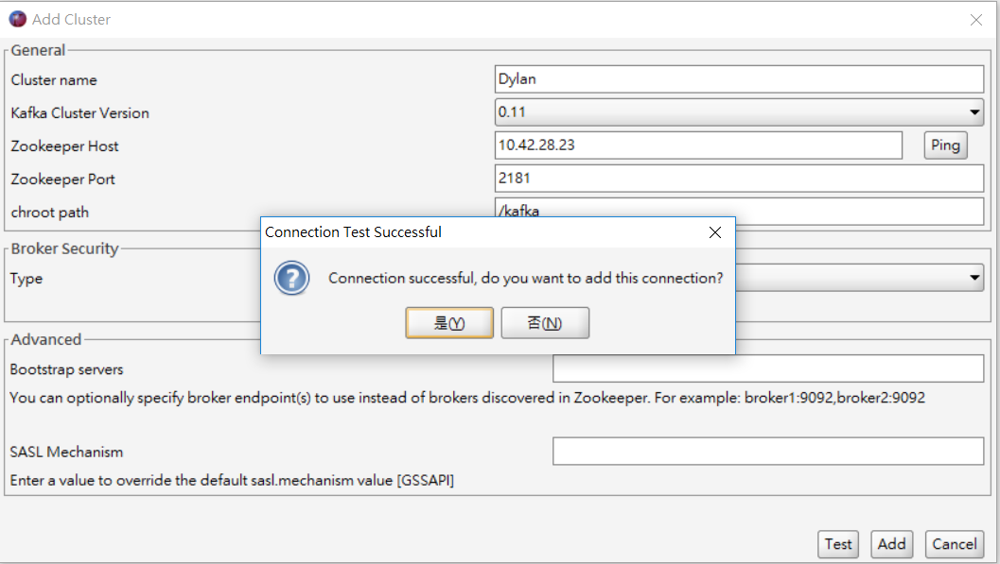 Add Cluster
General
Cluster name Dylan
Kafka Cluster Version 0.11
Zookeeper Host 10.42.28.23 Ping
Zookeeper Port 2181
chroot path /kafka
Connection Test Successful
Broker Security
Type
Connection successful, do you want to add this connection?
是(Y) 否(N)
Advanced
Bootstrap servers
You can optionally specify broker endpoint(s) to use instead of brokers discovered in Zookeeper. For example: broker1:9092,broker2:9092
SASL Mechanism
Enter a value to override the default sasl.mechanism value [GSSAPI]
Test Add Cancel